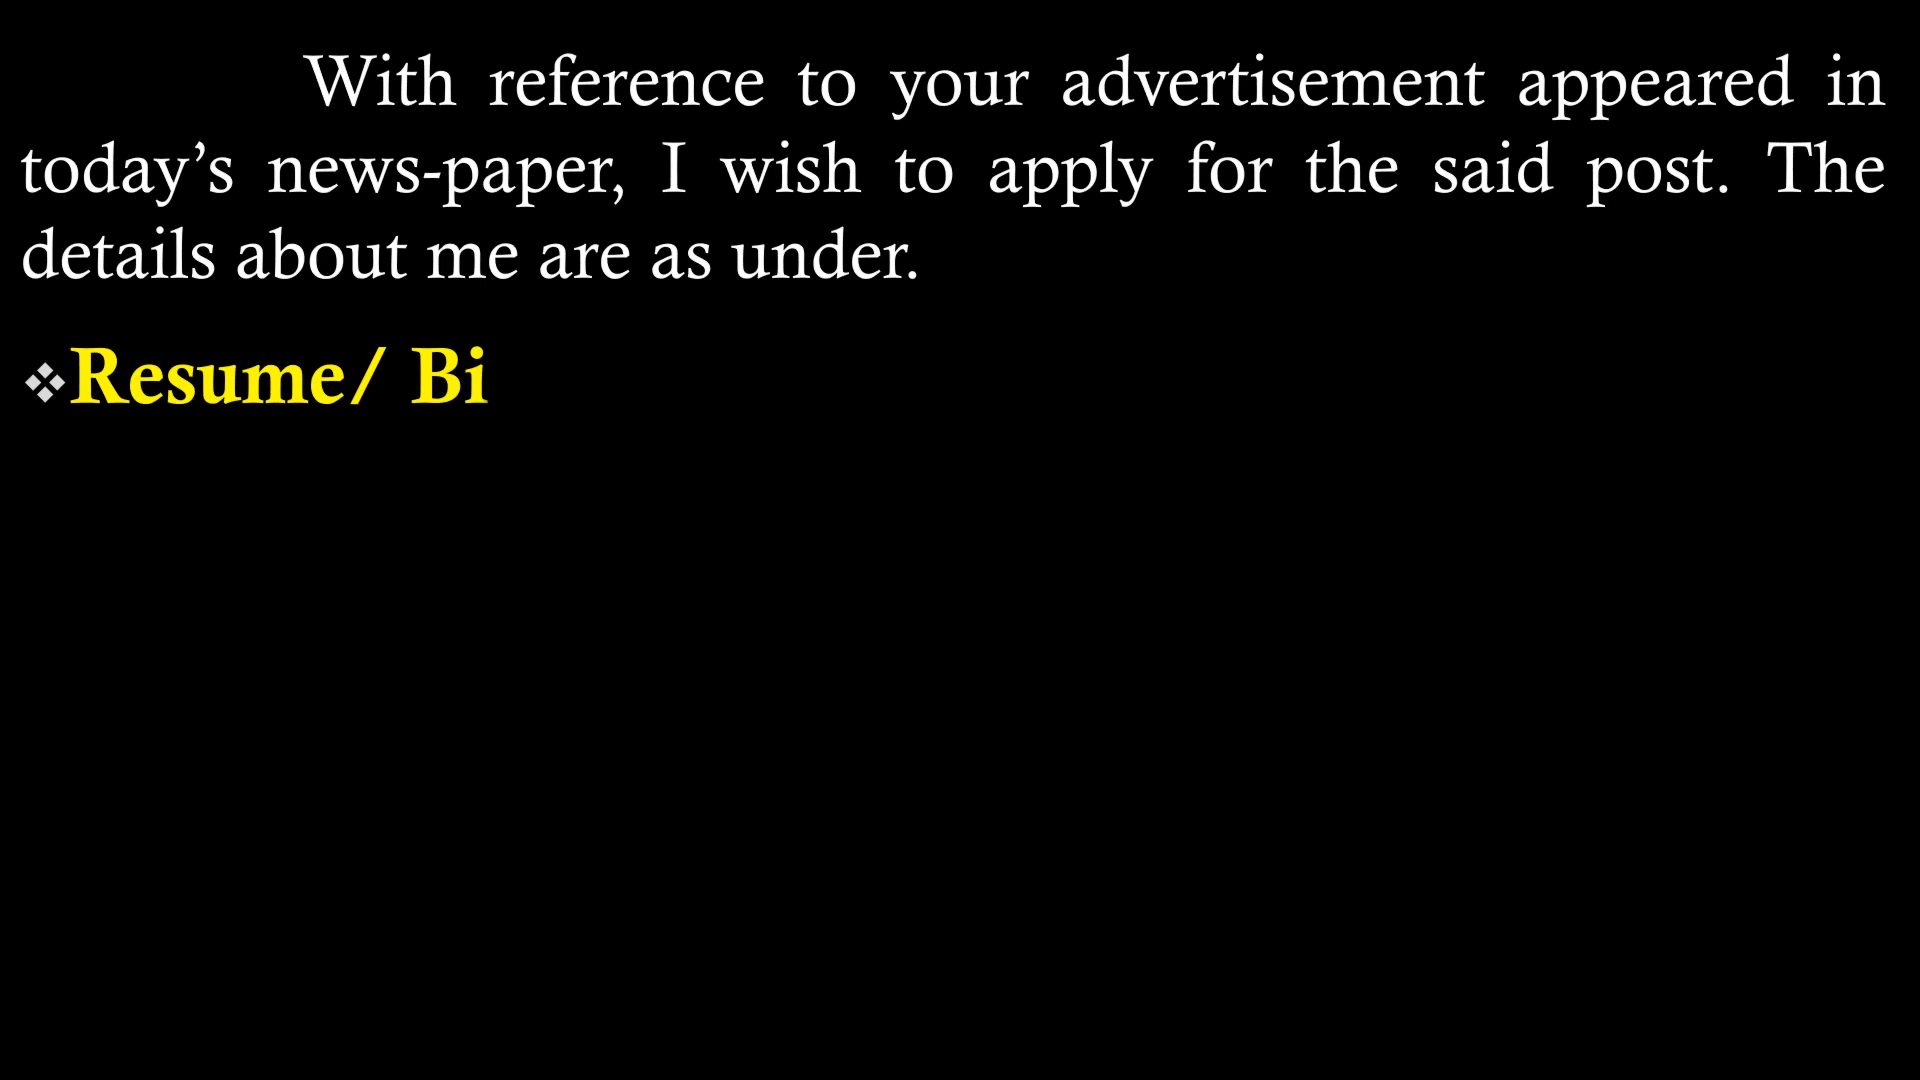 With reference to your advertisement appeared in
today’s news-paper, I wish to apply for the said post. The
details about me are as under.
❖Resume/ Bi